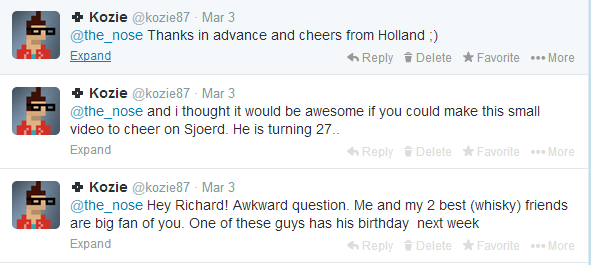 Kozie @kozie87 · Mar 3
@the_nose Thanks in advance and cheers from Holland ;)
Expand Reply Delete Favorite More
Kozie @kozie87 · Mar 3
@the_nose and i thought it would be awesome if you could make this small
video to cheer on Sjoerd. He is turning 27..
Expand Reply Delete Favorite More
Kozie @kozie87 · Mar 3
@the_nose Hey Richard! Awkward question. Me and my 2 best (whisky) friends
are big fan of you. One of these guys has his birthday next week
Expand Reply Delete Favorite More